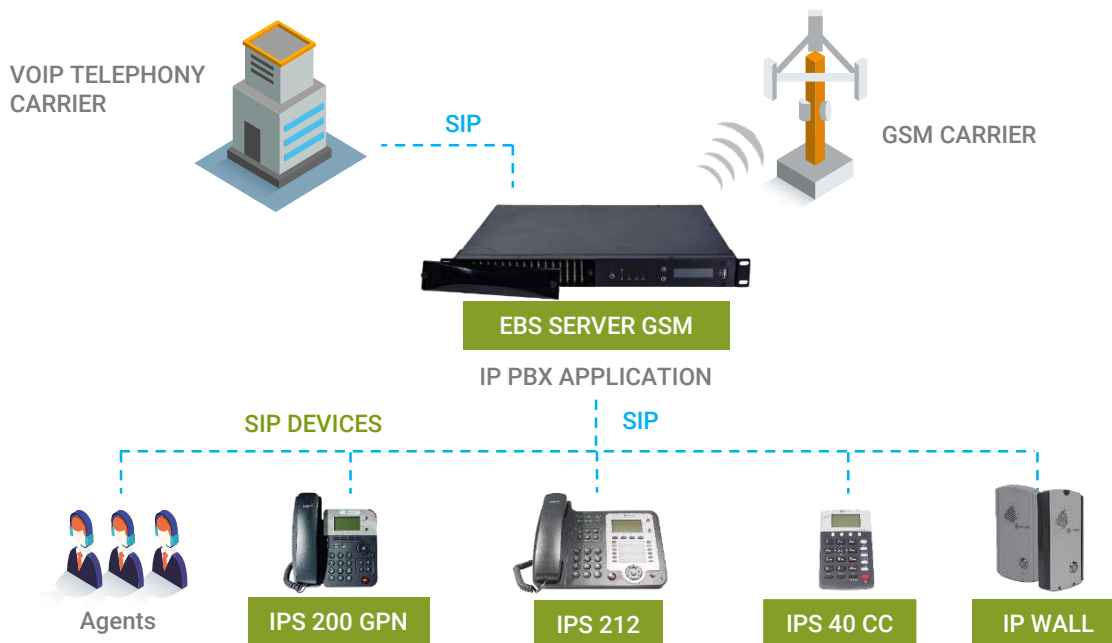 VOIP TELEPHONY
CARRIER
SIP
GSM CARRIER
EBS SERVER GSM
IP PBX APPLICATION
SIP DEVICES
SIP
Agents
IPS 200 GPN
IPS 212
IPS 40 CC
IP WALL